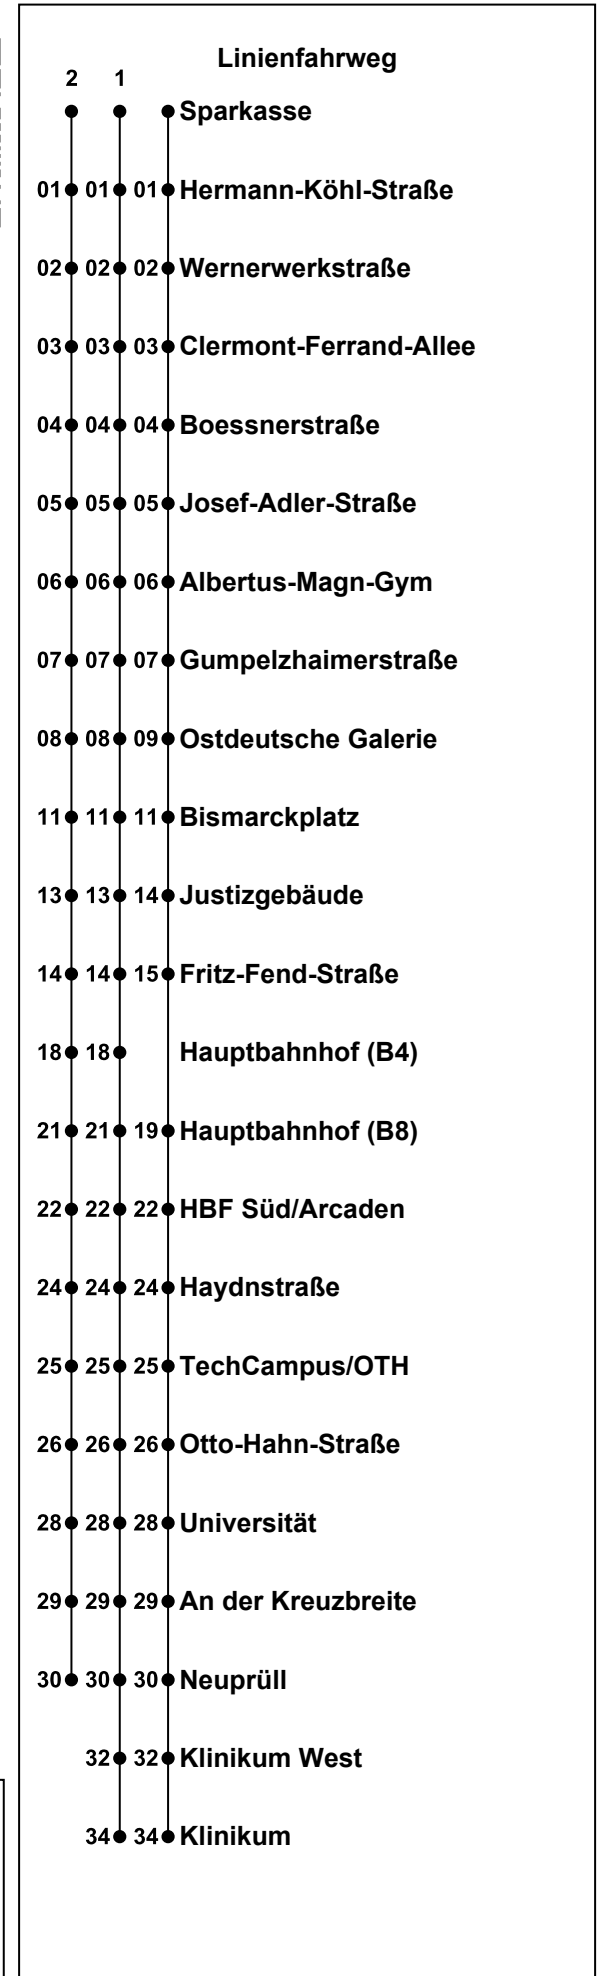 Linienfahrweg
2 1
Sparkasse
01 01 01 Hermann-Köhl-Straße
02 02 02 Wernerwerkstraße
03 03 03 Clermont-Ferrand-Allee
04 04 04 Boessnerstraße
05 05 05 Josef-Adler-Straße
06 06 06 Albertus-Magn-Gym
07 07 07 Gumpelzhaimerstraße
08 08 09 Ostdeutsche Galerie
11 11 11 Bismarckplatz
13 13 14 Justizgebäude
14 14 15 Fritz-Fend-Straße
18 18 Hauptbahnhof (B4)
21 21 19 Hauptbahnhof (B8)
22 22 22 HBF Süd/Arcaden
24 24 24 Haydnstraße
25 25 25 TechCampus/OTH
26 26 26 Otto-Hahn-Straße
28 28 28 Universität
29 29 29 An der Kreuzbreite
30 30 30 Neuprüll
32 32 Klinikum West
34 34 Klinikum